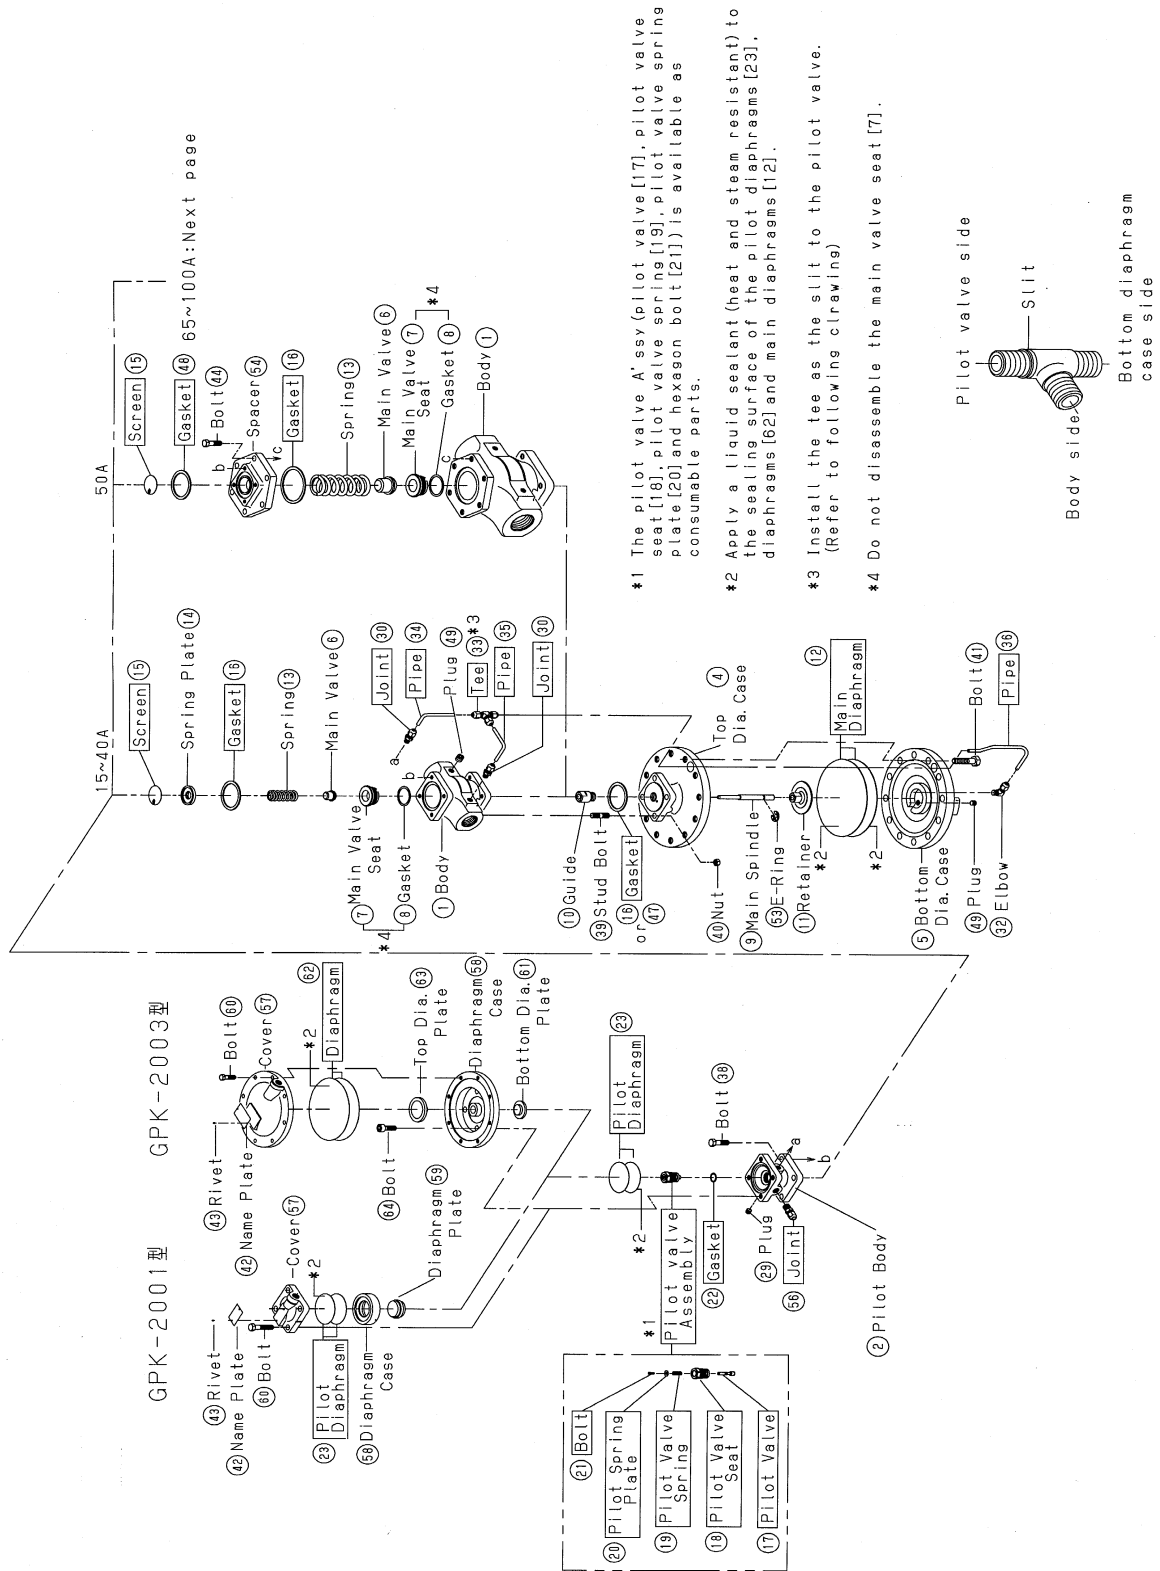 GPK-2001型
㊸ Rivet
㊷ Name Plate
Cover 57
60 Bolt
*2
㉓ Pilot
Diaphragm
58 Diaphragm
Case
Diaphragm 59
Plate
GPK-2003型
㊸ Rivet
㊷ Name Plate
Bolt 60
Cover 57
*2
Diaphragm 62
64 Bolt
Top Dia. 63
Plate
Diaphragm 58
Case
Bottom Dia. 61
Plate
Pilot ㉓
Diaphragm
*2
*1
Pilot valve
Assembly
㉒ Gasket
Bolt ㊳
㉙ Plug
56 Joint
a
b
② Pilot Body
㉑ Bolt
⑳ Pilot Spring
Plate
⑲ Pilot Valve
Spring
⑱ Pilot Valve
Seat
⑰ Pilot Valve
15~40A
Screen ⑮
Spring Plate ⑭
Gasket ⑯
Spring ⑬
Main Valve ⑥
⑦ Main Valve
Seat
⑧ Gasket
*4
① Body
a
b
Joint ㉚
Pipe ㉞
Plug ㊾
Tee ㉝ *3
Pipe ㉟
Joint ㉚
⑩ Guide
㊴ Stud Bolt
⑯ Gasket
or ㊼
㊵ Nut
Top ④
Dia. Case
⑨ Main Spindle
53 E-Ring
⑪ Retainer
⑫ Main
Diaphragm
*2
*2
⑤ Bottom
Dia. Case
㊾ Plug
㉜ Elbow
Bolt ㊶
Pipe ㊱
50A
65~100A:Next page
Screen ⑮
Gasket ㊽
Bolt ㊹
Spacer 54
b
c
Gasket ⑯
Spring ⑬
Main Valve ⑥
Main Valve ⑦
Seat
*4
Gasket ⑧
Body ①
c
*1 The pilot valve A'ssy (pilot valve [17], pilot valve
seat [18], pilot valve spring [19], pilot valve spring
plate [20] and hexagon bolt [21]) is available as
consumable parts.
*2 Apply a liquid sealant (heat and steam resistant) to
the sealing surface of the pilot diaphragms [23],
diaphragms [62] and main diaphragms [12].
*3 Install the tee as the slit to the pilot valve.
(Refer to following clrawing)
*4 Do not disassemble the main valve seat [7].
Pilot valve side
Slit
Body side
Bottom diaphragm
case side